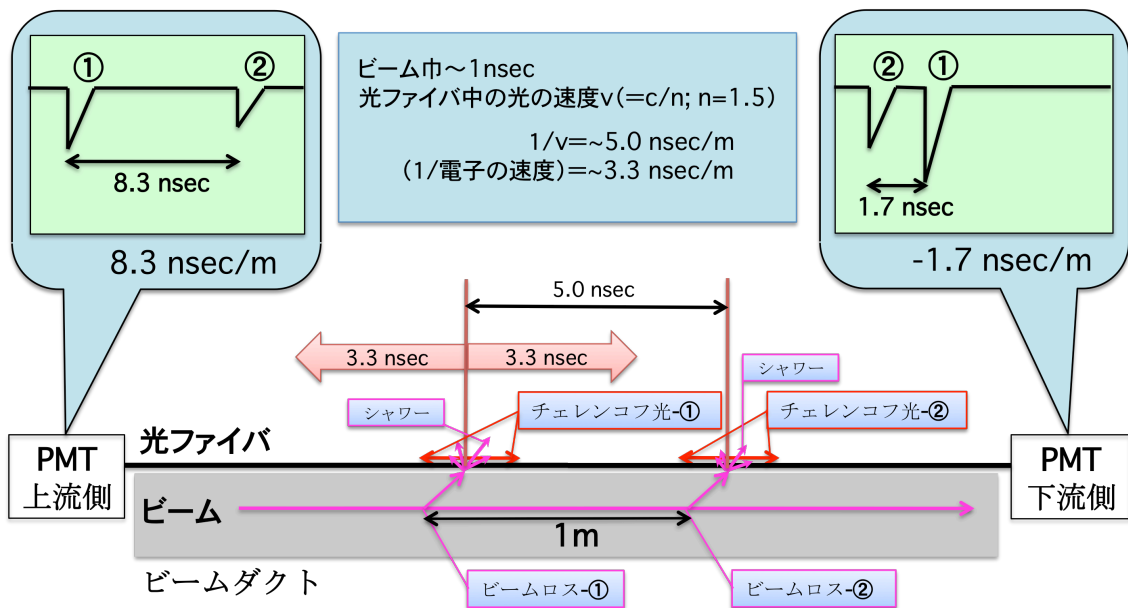 ①
②
8.3 nsec
8.3 nsec/m
ビーム巾～1nsec
光ファイバ中の光の速度v(=c/n; n=1.5)
1/v=~5.0 nsec/m
(1/電子の速度)=~3.3 nsec/m
②
①
1.7 nsec
-1.7 nsec/m
5.0 nsec
3.3 nsec
3.3 nsec
シャワー
シャワー
チェレンコフ光-①
チェレンコフ光-②
光ファイバ
PMT
上流側
PMT
下流側
ビーム
1m
ビームダクト
ビームロス-①
ビームロス-②